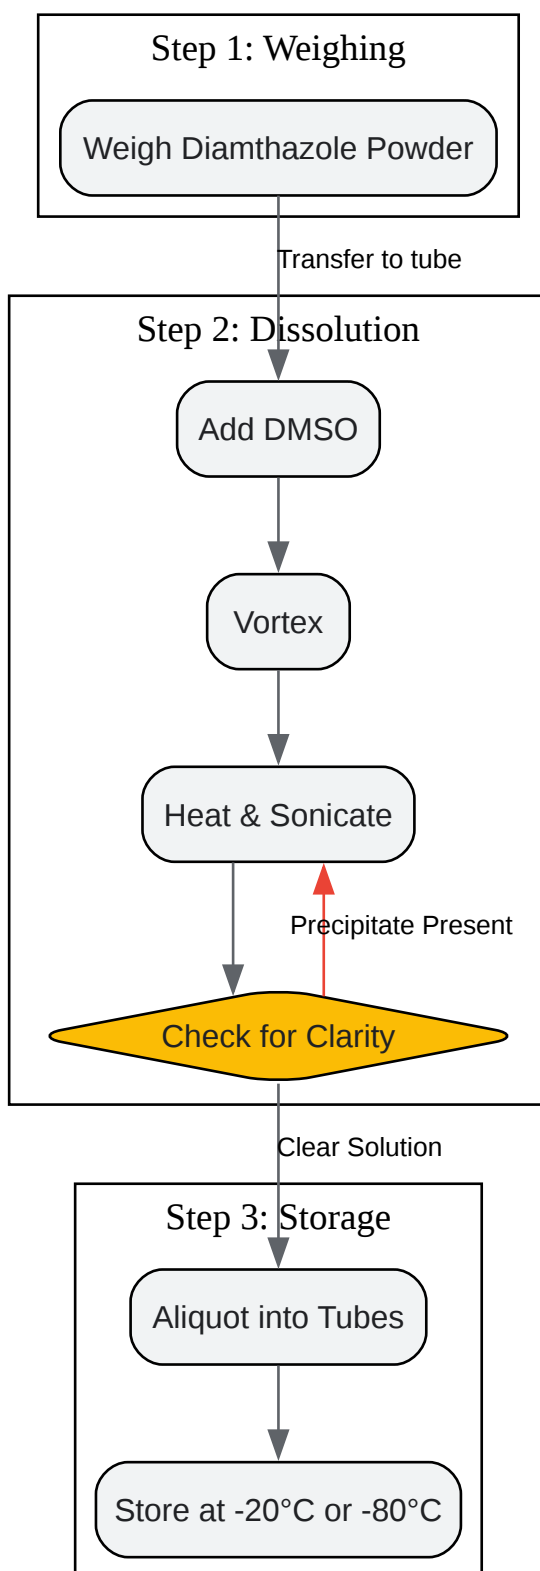 Step 1: Weighing
Weigh Diamthazole Powder
Transfer to tube
Step 2: Dissolution
Add DMSO
Vortex
Heat & Sonicate
Precipitate Present
Check for Clarity
Clear Solution
Step 3: Storage
Aliquot into Tubes
Store at -20°C or -80°C